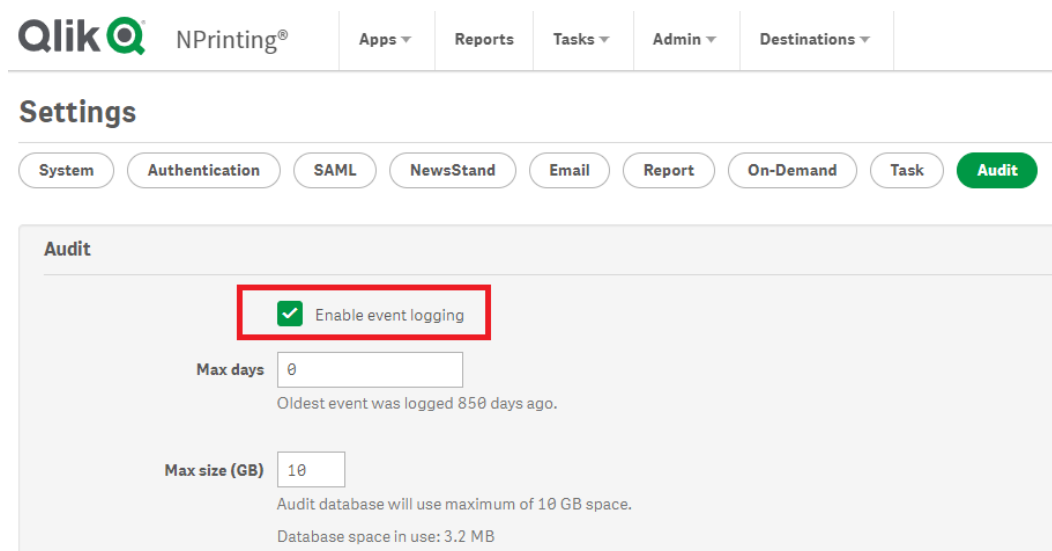 Qlik NPrinting® Apps Reports Tasks Admin Destinations
Settings
System Authentication SAML NewsStand Email Report On-Demand Task Audit
Audit
Enable event logging
Max days 0
Oldest event was logged 850 days ago.
Max size (GB) 10
Audit database will use maximum of 10 GB space.
Database space in use: 3.2 MB